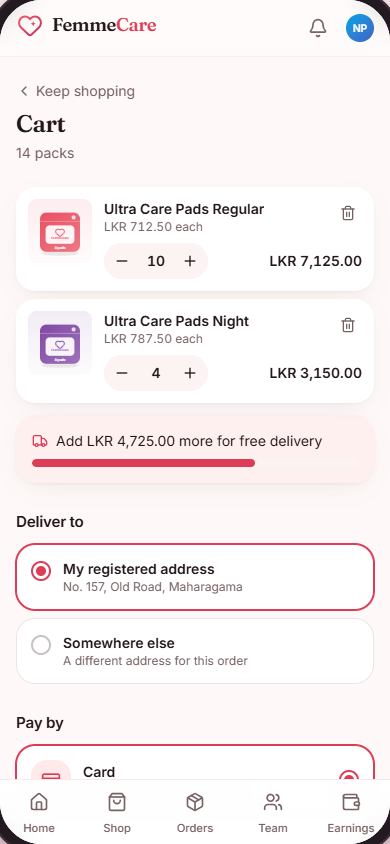 FemmeCare
NP
Keep shopping
Cart
14 packs
Ultra Care Pads Regular
LKR 712.50 each
10
LKR 7,125.00
Ultra Care Pads Night
LKR 787.50 each
4
LKR 3,150.00
Add LKR 4,725.00 more for free delivery
Deliver to
My registered address
No. 157, Old Road, Maharagama
Somewhere else
A different address for this order
Pay by
Card
Home
Shop
Orders
Team
Earnings